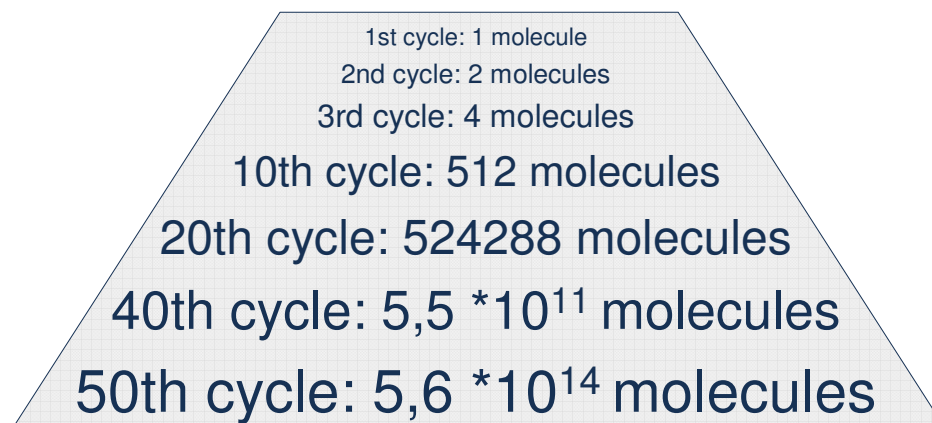 1st cycle: 1 molecule
2nd cycle: 2 molecules
3rd cycle: 4 molecules
10th cycle: 512 molecules
20th cycle: 524288 molecules
40th cycle: 5,5 *10¹¹ molecules
50th cycle: 5,6 *10¹⁴ molecules